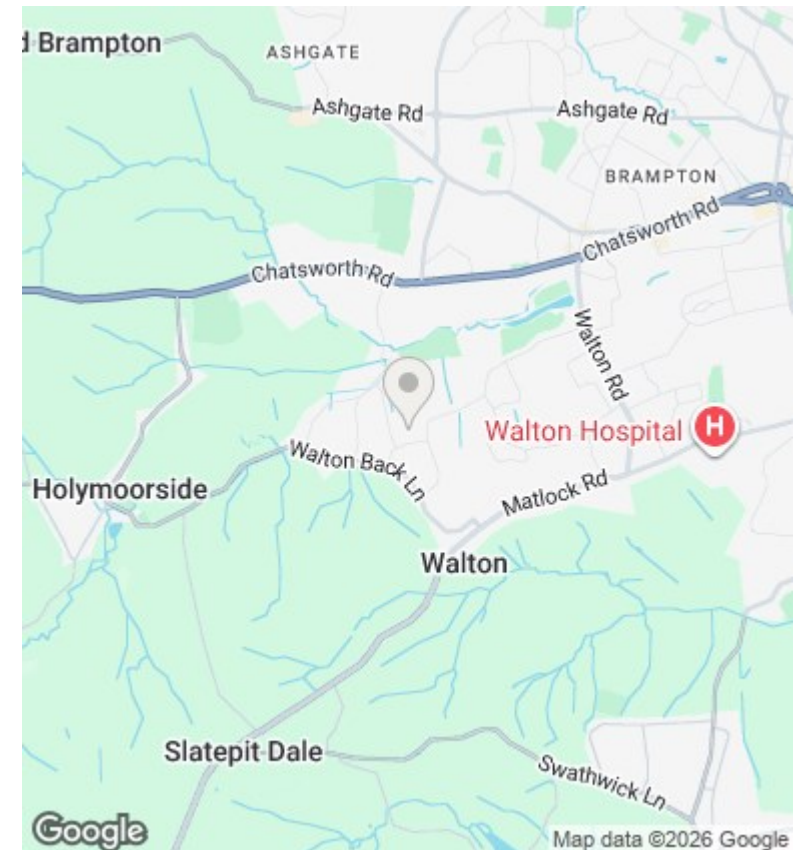 d Brampton
ASHGATE
Ashgate Rd
Ashgate Rd
BRAMPTON
Chatsworth Rd
Chatsworth Rd
Walton Rd
Walton Hospital H
Walton Back Ln
Holymoorside
Matlock Rd
Walton
Slatepit Dale
Swathwick Ln
Google
Map data ©2026 Google